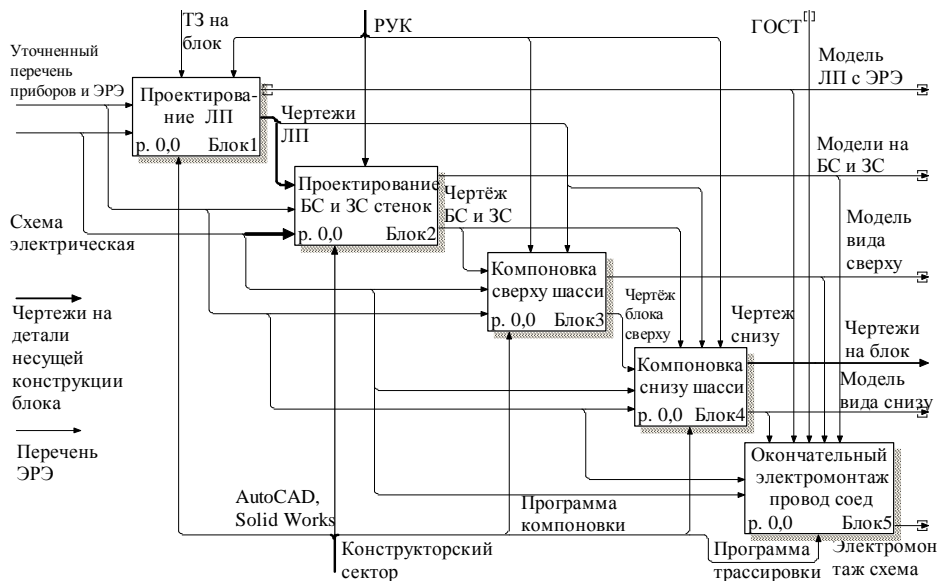 ТЗ на
блок
РУК
ГОСТ
Уточненный
перечень
приборов и ЭРЭ
Модель
ЛП с ЭРЭ
Проектирова-
ние ЛП
р. 0,0 Блок1
Чертежи
ЛП
Модели на
БС и ЗС
Проектирование
БС и ЗС стенок
р. 0,0 Блок2
Чертёж
БС и ЗС
Схема
электрическая
Модель
вида
сверху
Компоновка
сверху шасси
р. 0,0 Блок3
Чертёж
блока
сверху
Чертеж
снизу
Чертежи
на блок
Чертежи на
детали
несущей
конструкции
блока
Компоновка
снизу шасси
р. 0,0 Блок4
Модель
вида снизу
Перечень
ЭРЭ
Окончательный
электромонтаж
провод соед
р. 0,0 Блок5
AutoCAD,
Solid Works
Программа
компоновки
Конструкторский
сектор
Программа
трассировки
Электромон
таж схема